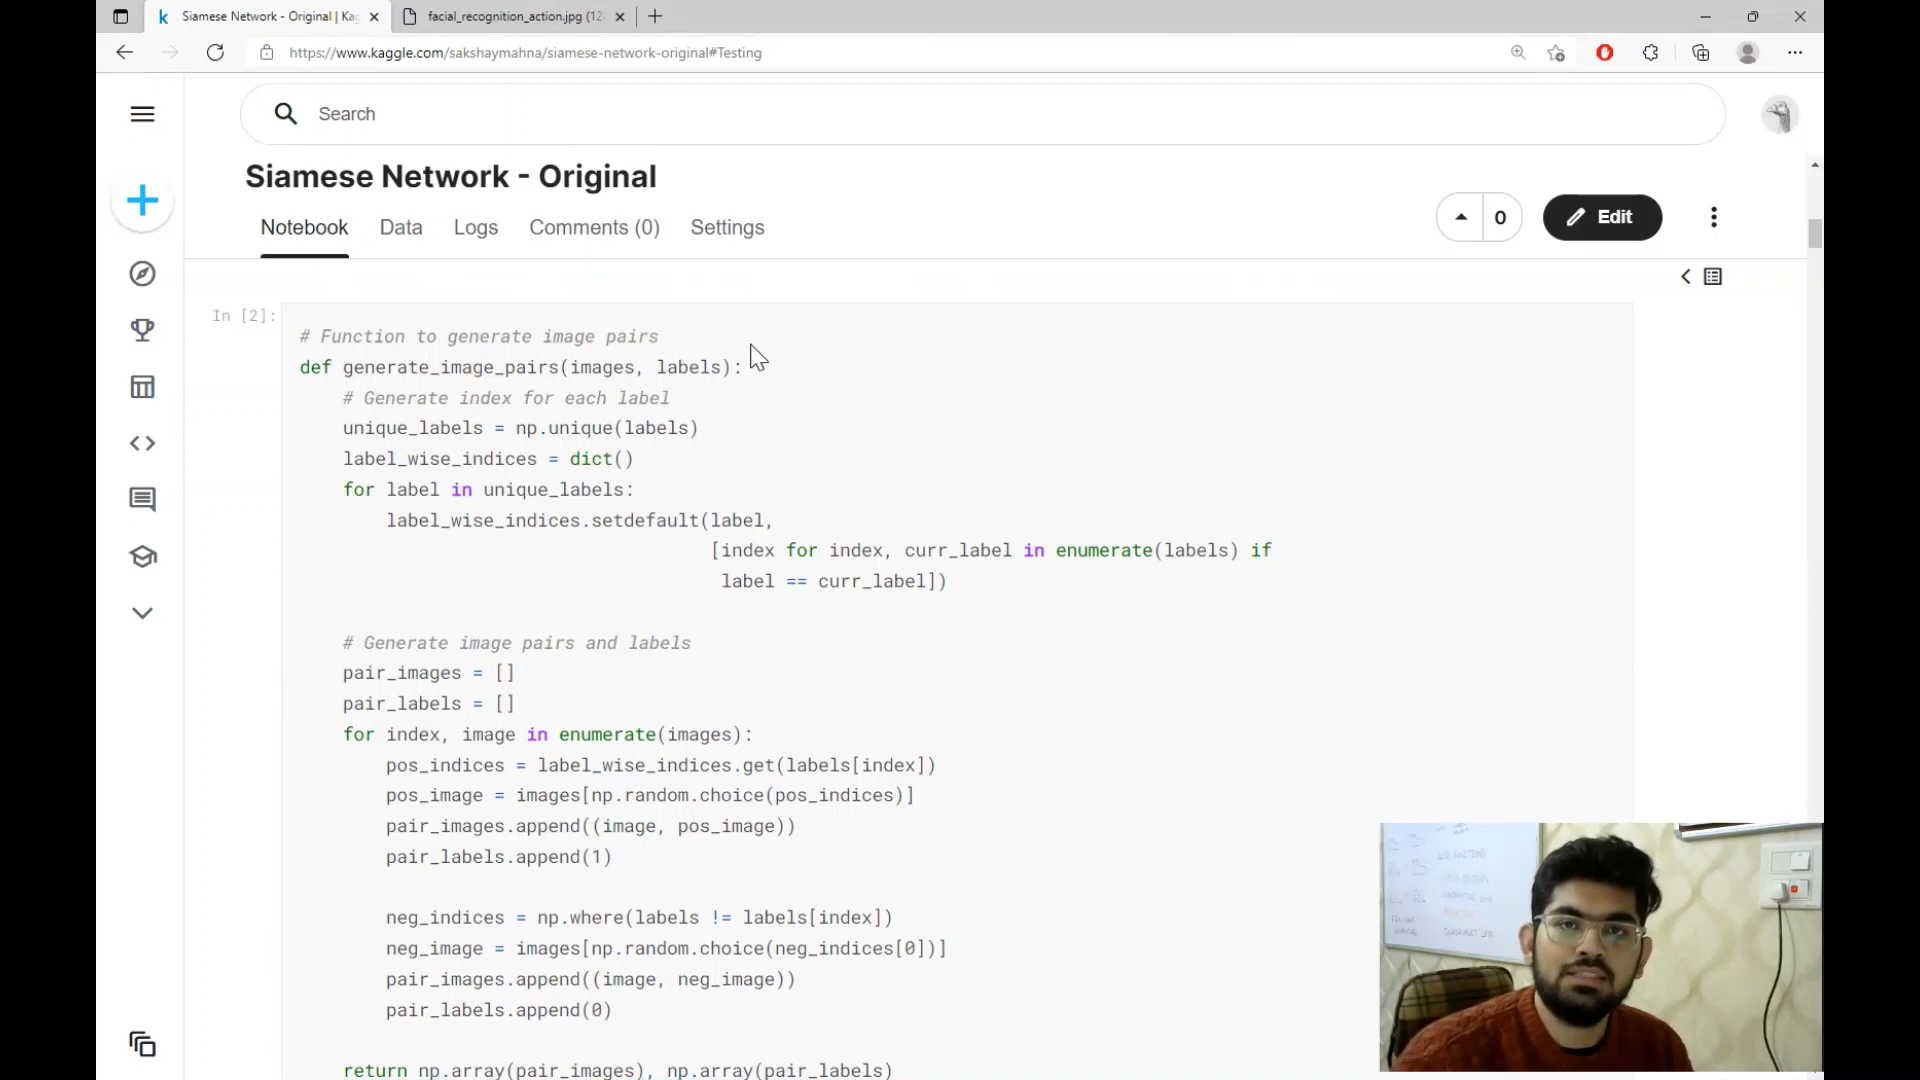 Siamese Network - Original | Kag
facial_recognition_action.jpg (12
https://www.kaggle.com/sakshaymahna/siamese-network-original#Testing
Search
Siamese Network - Original
Notebook
Data
Logs
Comments (0)
Settings
0
Edit
In [2]:
# Function to generate image pairs
def generate_image_pairs(images, labels):
    # Generate index for each label
    unique_labels = np.unique(labels)
    label_wise_indices = dict()
    for label in unique_labels:
        label_wise_indices.setdefault(label,
                                      [index for index, curr_label in enumerate(labels) if
                                       label == curr_label])
    # Generate image pairs and labels
    pair_images = []
    pair_labels = []
    for index, image in enumerate(images):
        pos_indices = label_wise_indices.get(labels[index])
        pos_image = images[np.random.choice(pos_indices)]
        pair_images.append((image, pos_image))
        pair_labels.append(1)
        neg_indices = np.where(labels != labels[index])
        neg_image = images[np.random.choice(neg_indices[0])]
        pair_images.append((image, neg_image))
        pair_labels.append(0)
    return np.array(pair_images), np.array(pair_labels)